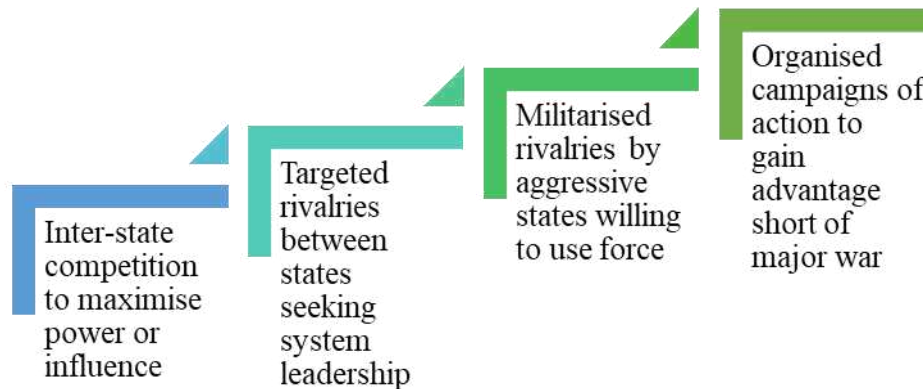 Inter-state
competition
to maximise
power or
influence
Targeted
rivalries
between
states
seeking
system
leadership
Militarised
rivalries by
aggressive
states willing
to use force
Organised
campaigns of
action to
gain
advantage
short of
major war